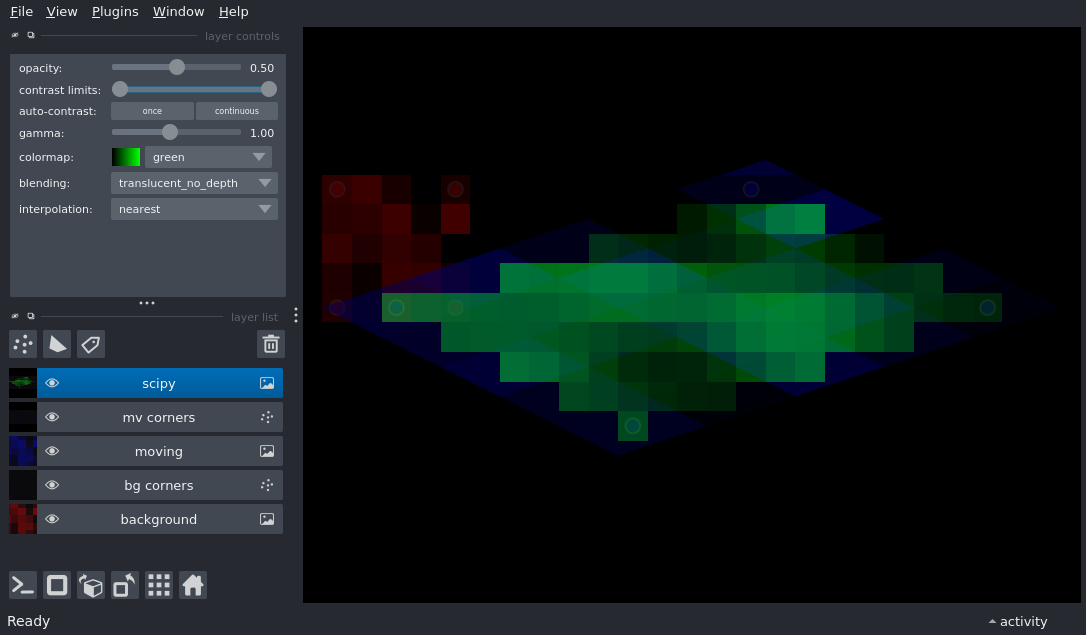 File View Plugins Window Help
layer controls
opacity: 0.50
contrast limits:
auto-contrast: once continuous
gamma: 1.00
colormap: green
blending: translucent_no_depth
interpolation: nearest
layer list
scipy
mv corners
moving
bg corners
background
Ready
activity